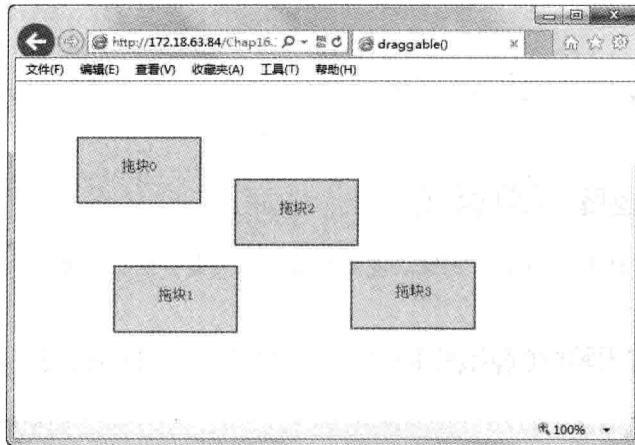 http://172.18.63.84/Chap16. draggable()
文件(F) 编辑(E) 查看(V) 收藏夹(A) 工具(T) 帮助(H)
拖块0
拖块2
拖块1
拖块3
100%